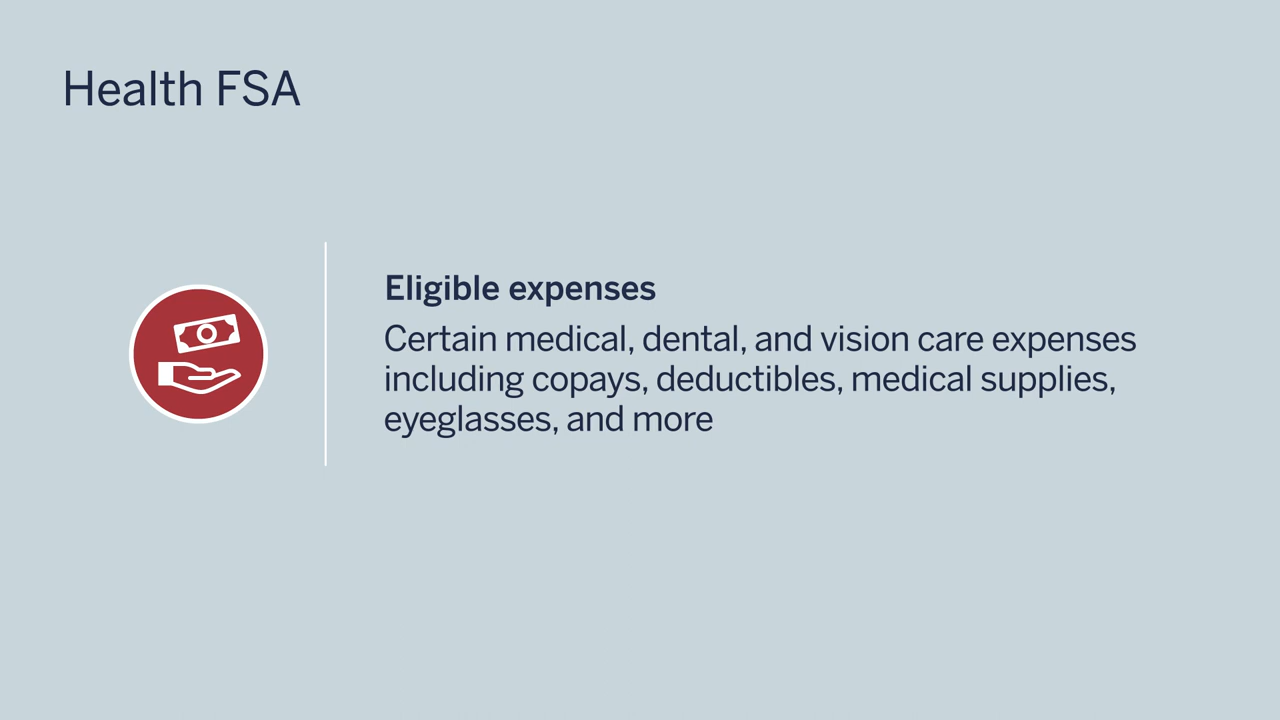 Health FSA
Eligible expenses
Certain medical, dental, and vision care expenses
including copays, deductibles, medical supplies,
eyeglasses, and more